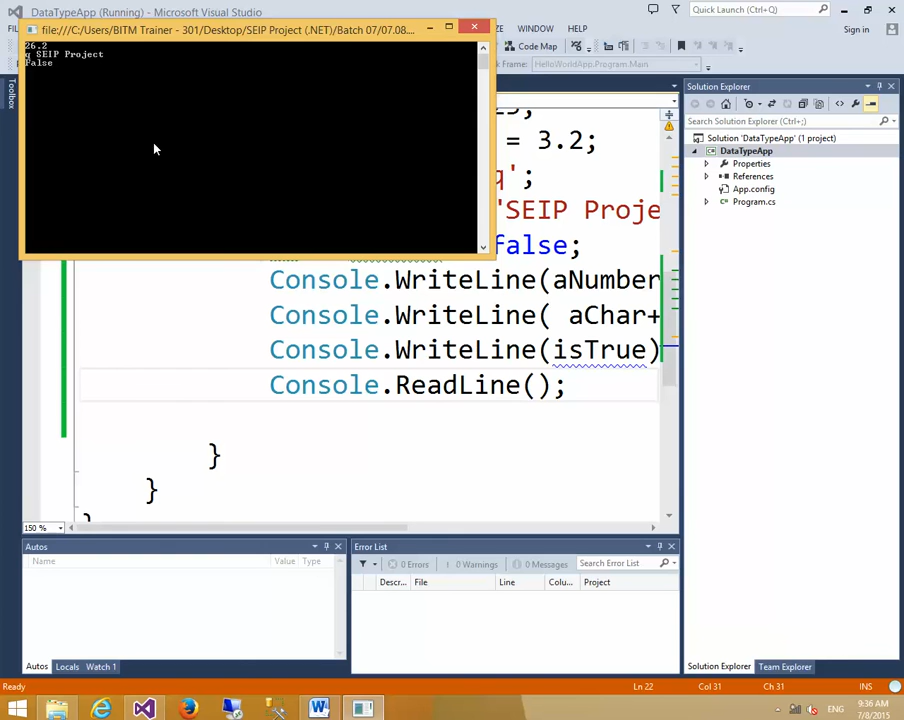 DataTypeApp (Running) - Microsoft Visual Studio
Quick Launch (Ctrl+Q)
file:///C:/Users/BITM Trainer - 301/Desktop/SEIP Project (.NET)/Batch 07/07.08....
WINDOW HELP
Sign in
26.2
q SEIP Project
False
Code Map
Frame: HelloWorldApp.Program.Main
Toolbox
Solution Explorer
Search Solution Explorer (Ctrl+;)
Solution 'DataTypeApp' (1 project)
DataTypeApp
Properties
References
App.config
Program.cs
= 3.2;
q';
'SEIP Proje
false;
Console.WriteLine(aNumber
Console.WriteLine( aChar+
Console.WriteLine(isTrue)
Console.ReadLine();
}
}
150 %
Autos
Name Value Type
Error List
0 Errors 0 Warnings 0 Messages Search Error List
Descr... File Line Colu... Project
Autos Locals Watch 1
Solution Explorer Team Explorer
Ready Ln 22 Col 31 Ch 31 INS
ENG 9:36 AM
7/8/2015